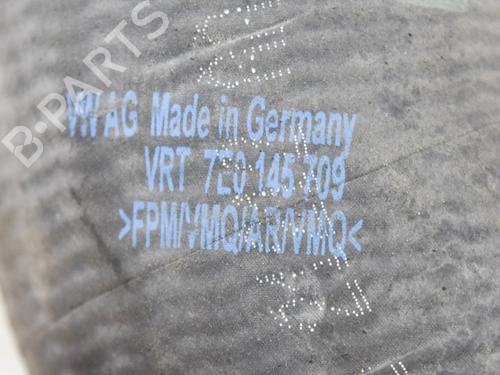 B-PARTS
VW AG Made in Germany
VRT 7E0 145 709
>FPM/VMQ/AR/VMQ<